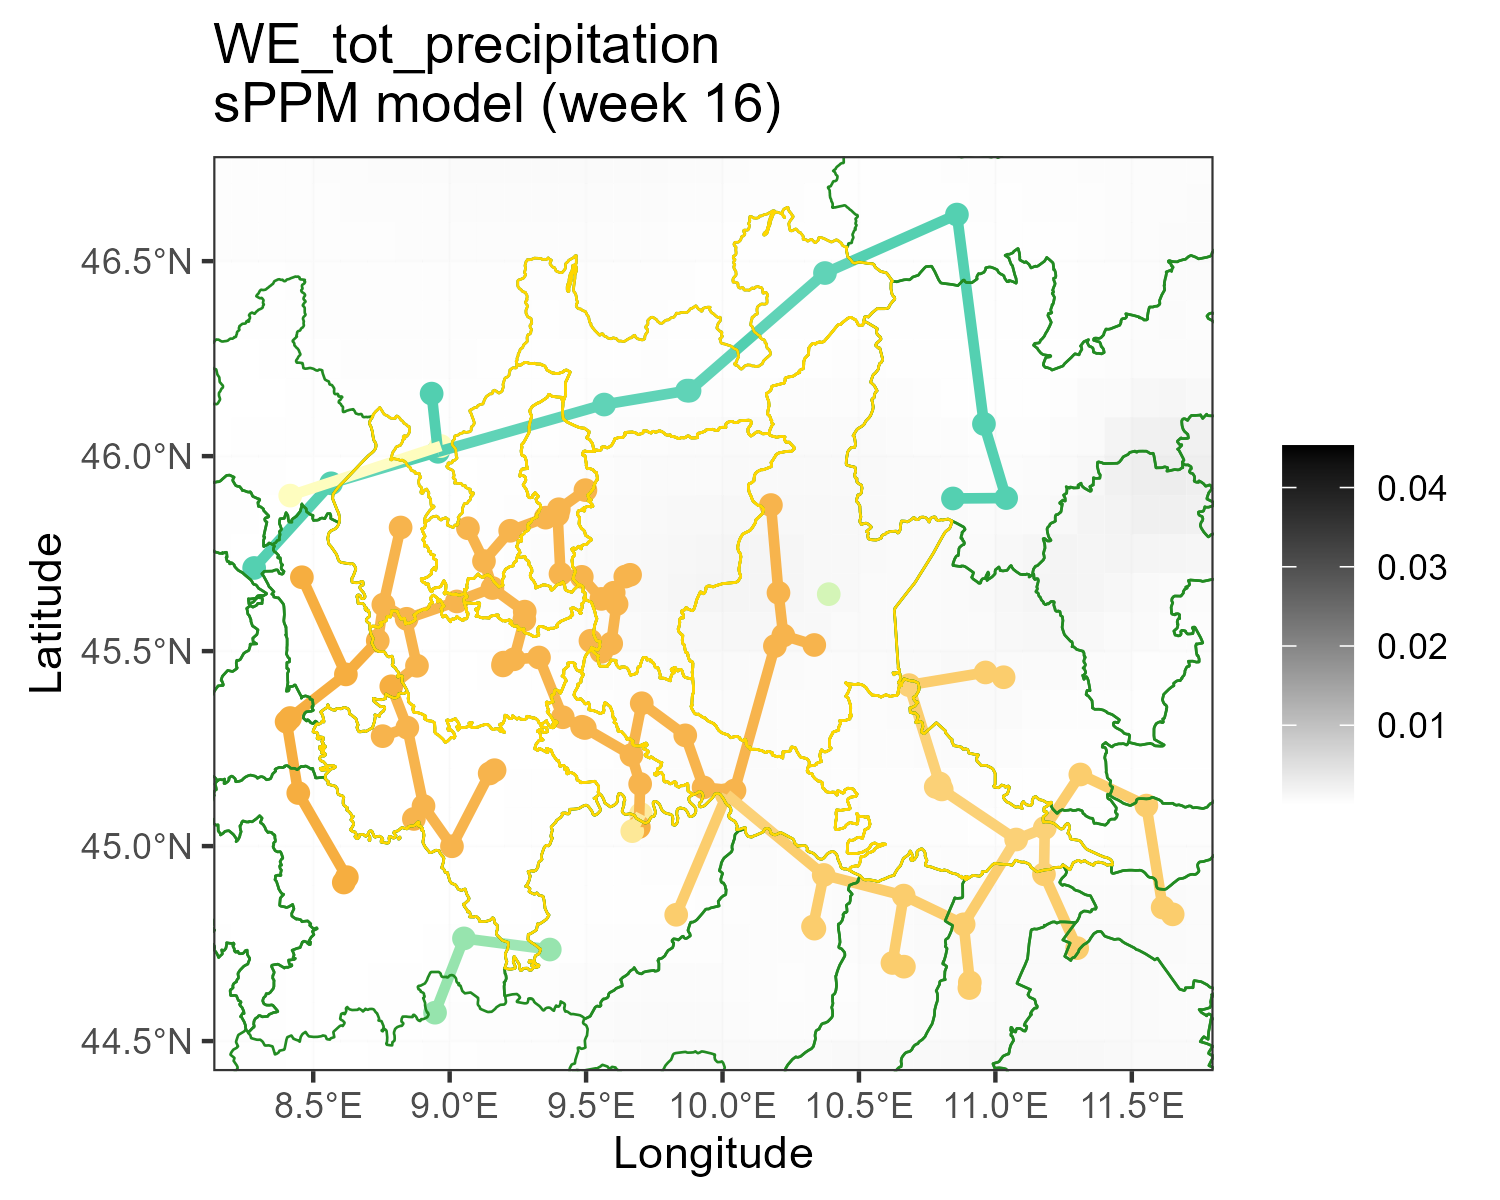 WE_tot_precipitation
sPPM model (week 16)
46.5°N
46.0°N
45.5°N
45.0°N
44.5°N
Latitude
8.5°E
9.0°E
9.5°E
10.0°E
10.5°E
11.0°E
11.5°E
Longitude
0.04
0.03
0.02
0.01